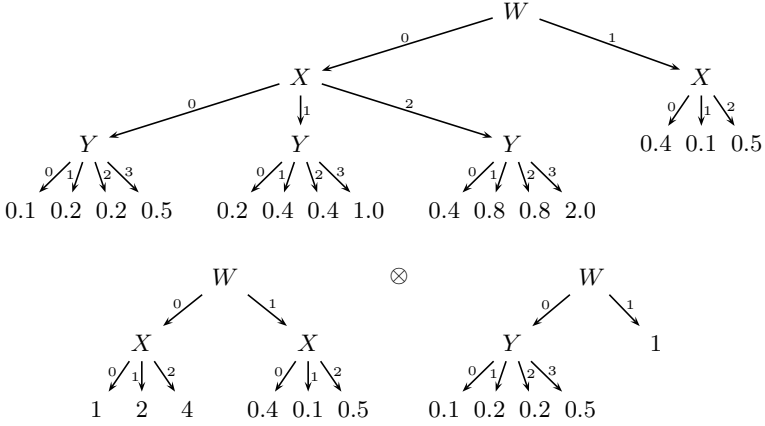 W
0 1
X X
0 1 2 0 1 2
Y Y Y 0.4 0.1 0.5
0 1 2 3 0 1 2 3 0 1 2 3
0.1 0.2 0.2 0.5 0.2 0.4 0.4 1.0 0.4 0.8 0.8 2.0
W ⊗ W
0 1 0 1
X X Y 1
0 1 2 0 1 2 0 1 2 3
1 2 4 0.4 0.1 0.5 0.1 0.2 0.2 0.5